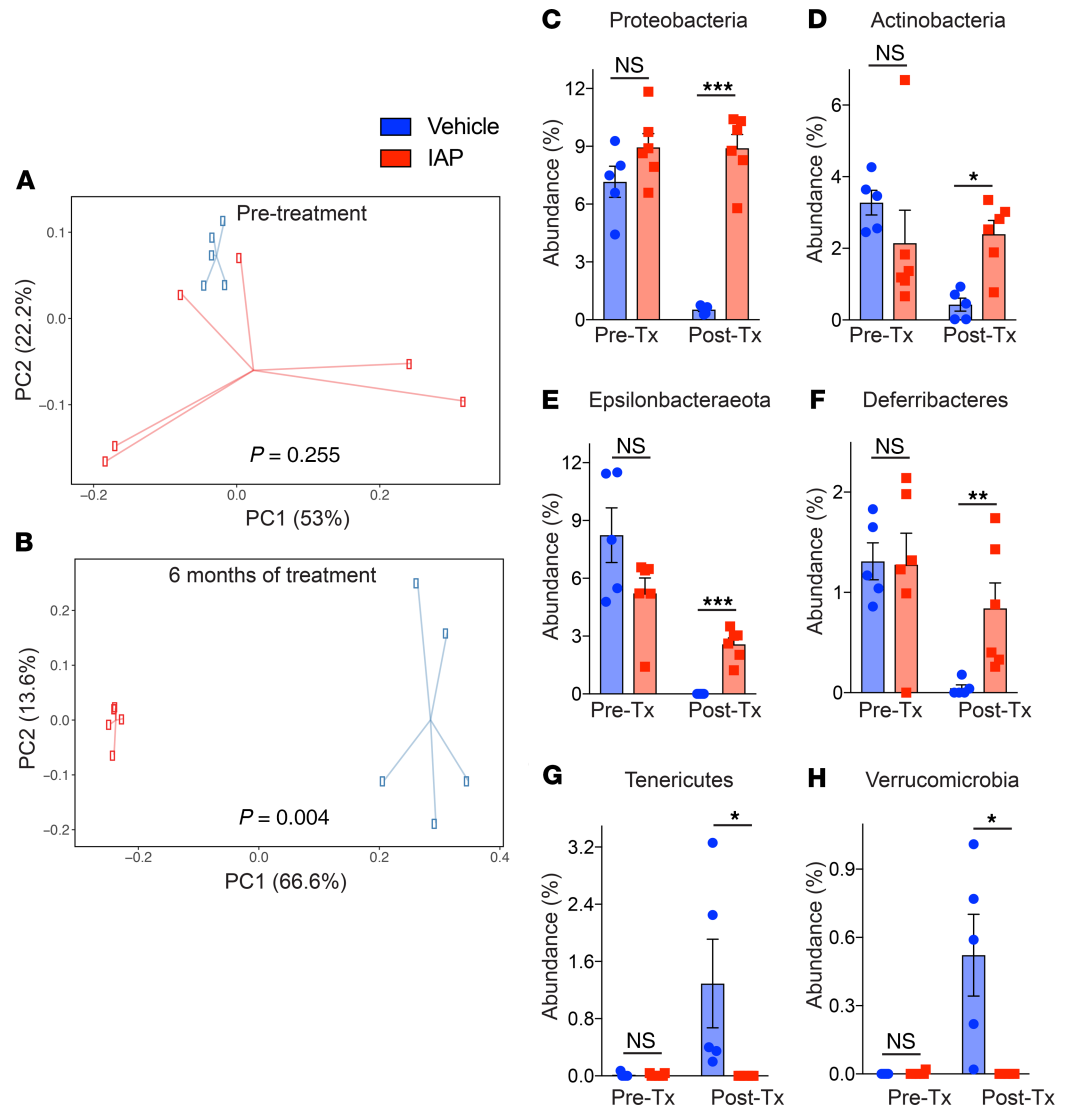 Vehicle
IAP
A
Pre-treatment
0.1
0.0
−0.1
PC2 (22.2%)
P = 0.255
−0.2
0.0
0.2
PC1 (53%)
B
6 months of treatment
0.2
0.1
0.0
−0.1
−0.2
PC2 (13.6%)
P = 0.004
−0.2
0.0
0.2
0.4
PC1 (66.6%)
C
Proteobacteria
NS
***
12
9
6
3
0
Abundance (%)
Pre-Tx
Post-Tx
D
Actinobacteria
NS
*
6
4
2
0
Abundance (%)
Pre-Tx
Post-Tx
E
Epsilonbacteraeota
NS
***
12
9
6
3
0
Abundance (%)
Pre-Tx
Post-Tx
F
Deferribacteres
NS
**
2
1
0
Abundance (%)
Pre-Tx
Post-Tx
G
Tenericutes
*
NS
3.2
2.4
1.6
0.8
0.0
Abundance (%)
Pre-Tx
Post-Tx
H
Verrucomicrobia
*
NS
0.9
0.6
0.3
0.0
Abundance (%)
Pre-Tx
Post-Tx